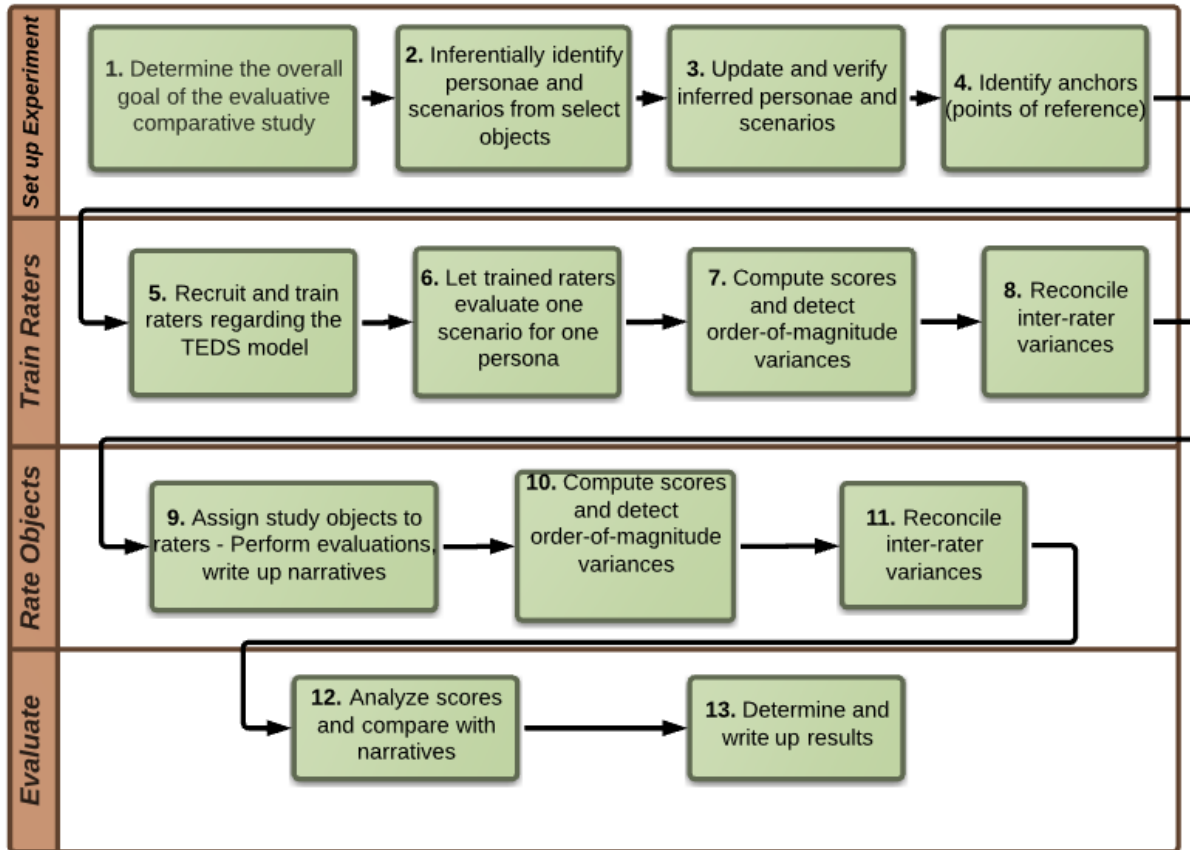 Set up Experiment
1. Determine the overall
goal of the evaluative
comparative study
2. Inferentially identify
personae and
scenarios from select
objects
3. Update and verify
inferred personae and
scenarios
4. Identify anchors
(points of reference)
Train Raters
5. Recruit and train
raters regarding the
TEDS model
6. Let trained raters
evaluate one
scenario for one
persona
7. Compute scores
and detect
order-of-magnitude
variances
8. Reconcile
inter-rater
variances
Rate Objects
9. Assign study objects to
raters - Perform evaluations,
write up narratives
10. Compute scores
and detect
order-of-magnitude
variances
11. Reconcile
inter-rater
variances
Evaluate
12. Analyze scores
and compare with
narratives
13. Determine and
write up results